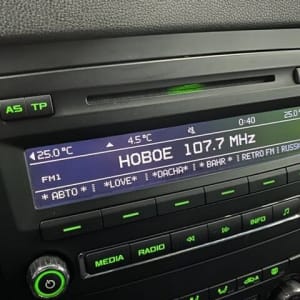 AS TP
25.0°C 4.5°C 0:40
НОВОЕ 107.7 MHz
FM1
* АВТО * | *LOVE* | *DACHA* | * BAHR * | RETRO FM | RUSSKI
MEDIA RADIO INFO